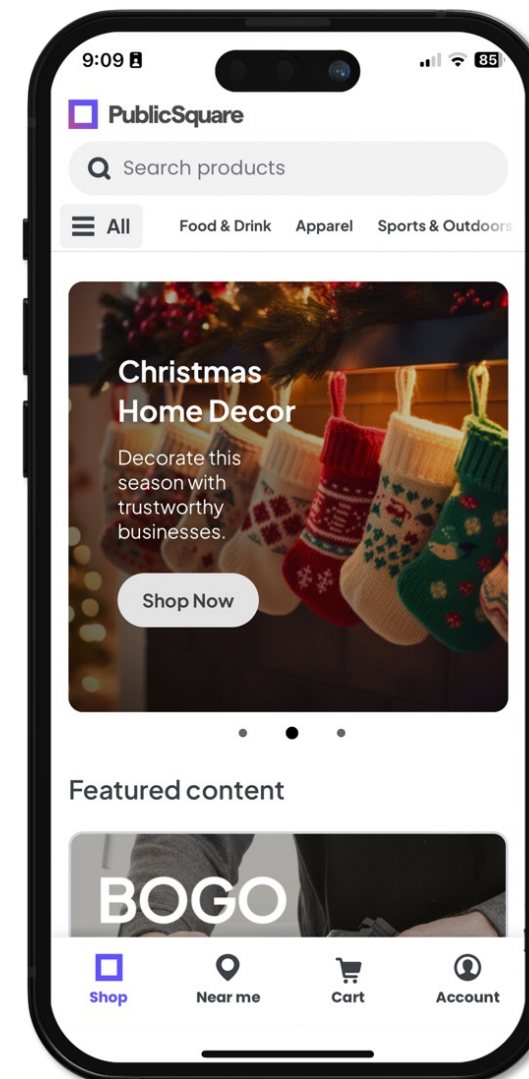 9:09
85
PublicSquare
Search products
All Food & Drink Apparel Sports & Outdoors
Christmas
Home Decor
Decorate this
season with
trustworthy
businesses.
Shop Now
Featured content
BOGO
Shop Near me Cart Account